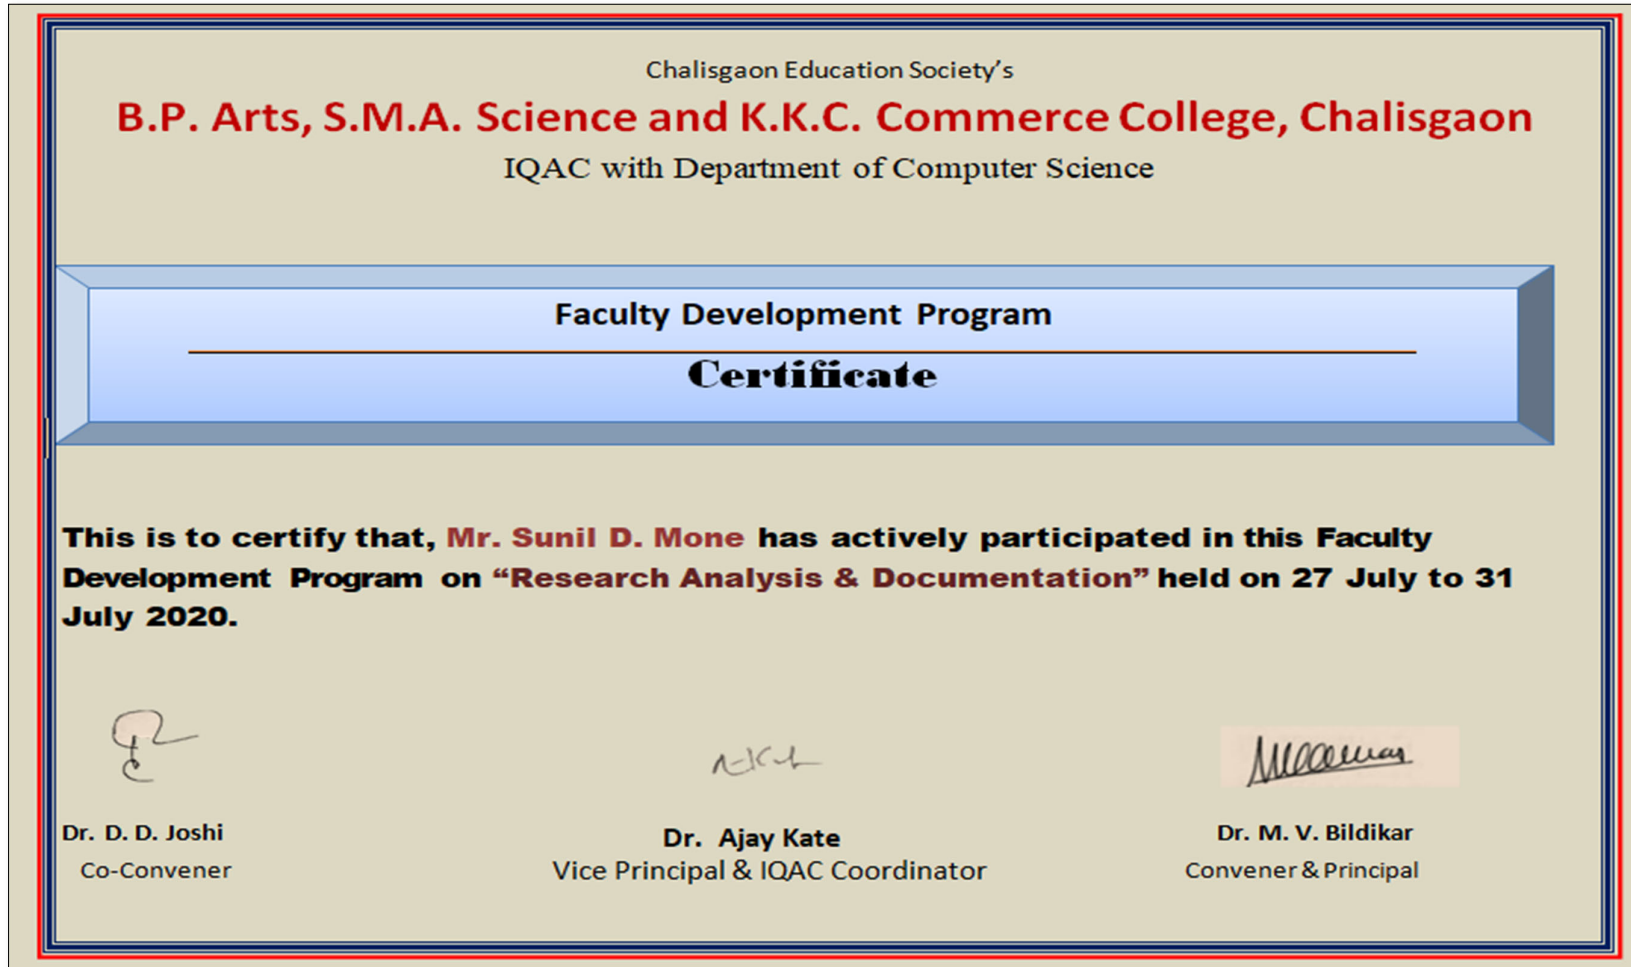 Chalisgaon Education Society’s
B.P. Arts, S.M.A. Science and K.K.C. Commerce College, Chalisgaon
IQAC with Department of Computer Science
Faculty Development Program
Certificate
This is to certify that, Mr. Sunil D. Mone has actively participated in this Faculty
Development Program on “Research Analysis & Documentation” held on 27 July to 31
July 2020.
Dr. D. D. Joshi
Co-Convener
Dr. Ajay Kate
Vice Principal & IQAC Coordinator
Dr. M. V. Bildikar
Convener & Principal